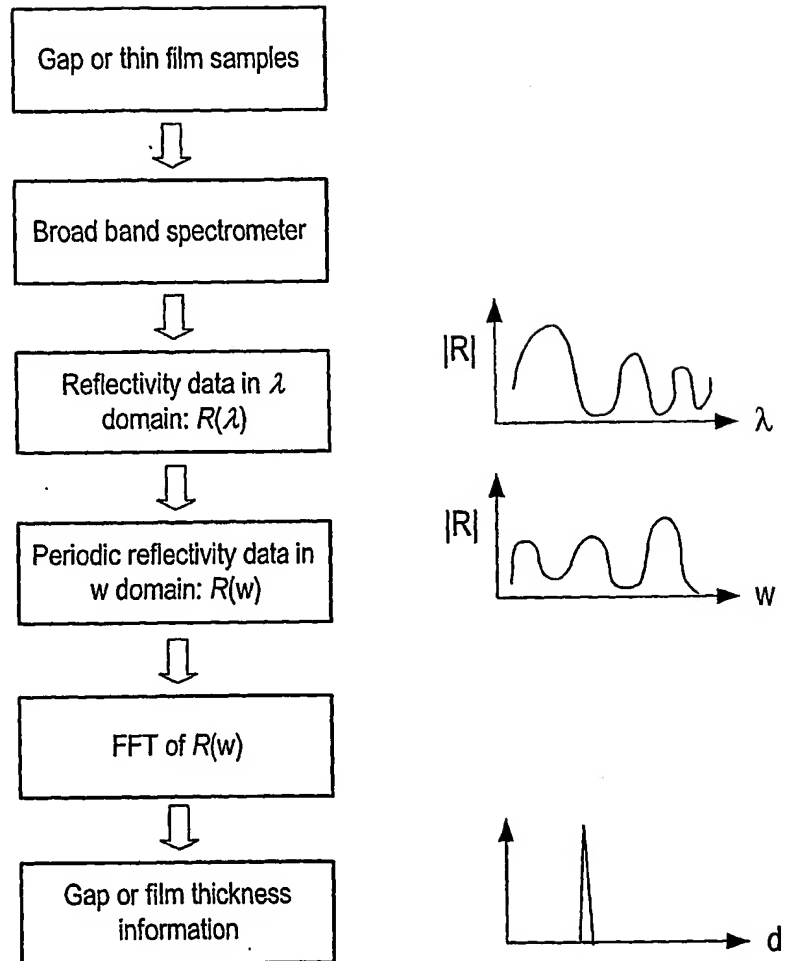 Gap or thin film samples
Broad band spectrometer
Reflectivity data in λ
domain: R(λ)
|R|
λ
Periodic reflectivity data in
w domain: R(w)
|R|
w
FFT of R(w)
Gap or film thickness
information
d